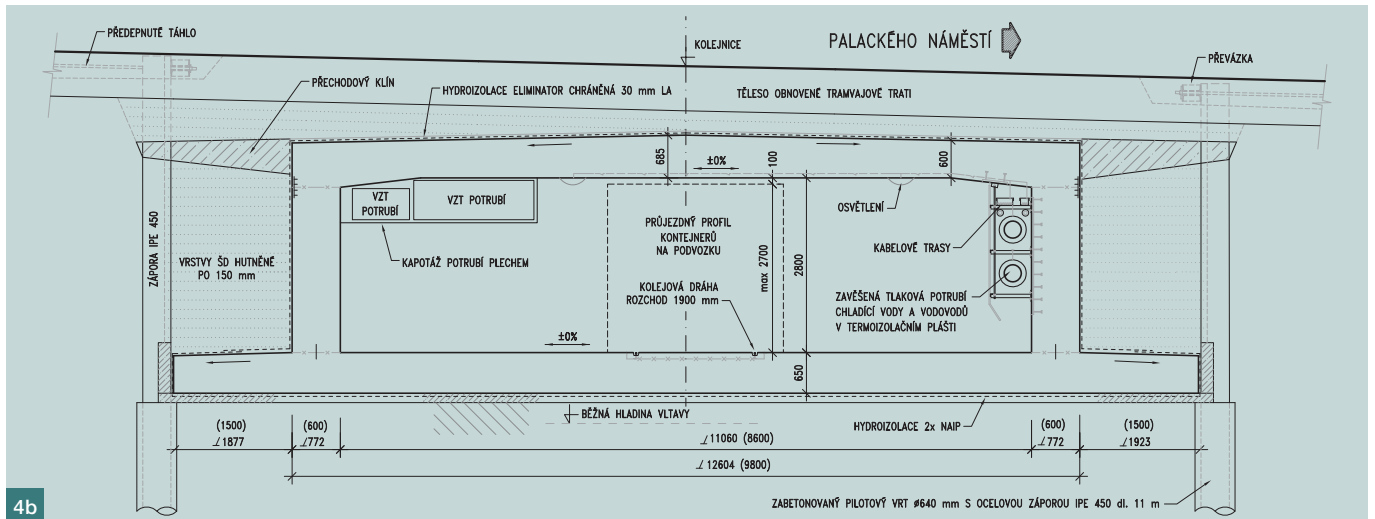 PŘEDEPNUTÉ TÁHLO
KOLEJNICE
PALACKÉHO NÁMĚSTÍ
PŘEVÁZKA
PŘECHODOVÝ KLÍN
HYDROIZOLACE ELIMINATOR CHRÁNĚNÁ 30 mm LA
TĚLESO OBNOVENÉ TRAMVAJOVÉ TRATI
685
±0%
100
600
VZT
POTRUBÍ
VZT POTRUBÍ
OSVĚTLENÍ
PRŮJEZDNÝ PROFIL
KONTEJNERŮ
NA PODVOZKU
KABELOVÉ TRASY
ZÁPORA IPE 450
VRSTVY ŠD HUTNĚNÉ
PO 150 mm
KAPOTÁŽ POTRUBÍ PLECHEM
max 2700
2800
KOLEJOVÁ DRÁHA
ROZCHOD 1900 mm
ZAVĚŠENÁ TLAKOVÁ POTRUBÍ
CHLADÍCÍ VODY A VODOVODŮ
V TERMOIZOLAČNÍM PLÁŠTI
±0%
650
BĚŽNÁ HLADINA VLTAVY
HYDROIZOLACE 2x NAIP
(1500)
⊥1877
(600)
⊥772
⊥11060 (8600)
(600)
⊥772
(1500)
⊥1923
⊥12604 (9800)
ZABETONOVANÝ PILOTOVÝ VRT ø640 mm S OCELOVOU ZÁPOROU IPE 450 dl. 11 m
4b